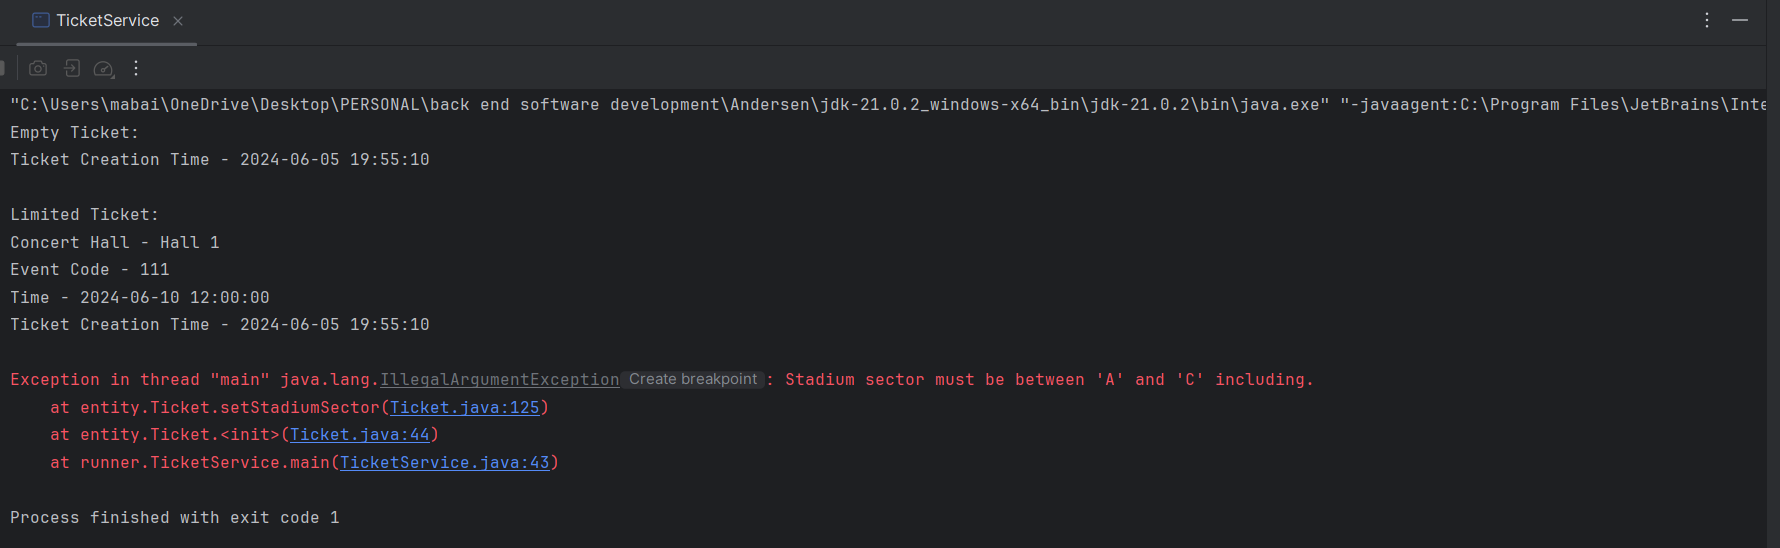 TicketService
"C:\Users\mabai\OneDrive\Desktop\PERSONAL\back end software development\Andersen\jdk-21.0.2_windows-x64_bin\jdk-21.0.2\bin\java.exe" "-javaagent:C:\Program Files\JetBrains\Inte
Empty Ticket:
Ticket Creation Time - 2024-06-05 19:55:10
Limited Ticket:
Concert Hall - Hall 1
Event Code - 111
Time - 2024-06-10 12:00:00
Ticket Creation Time - 2024-06-05 19:55:10
Exception in thread "main" java.lang.IllegalArgumentException Create breakpoint : Stadium sector must be between 'A' and 'C' including.
at entity.Ticket.setStadiumSector(Ticket.java:125)
at entity.Ticket.<init>(Ticket.java:44)
at runner.TicketService.main(TicketService.java:43)
Process finished with exit code 1